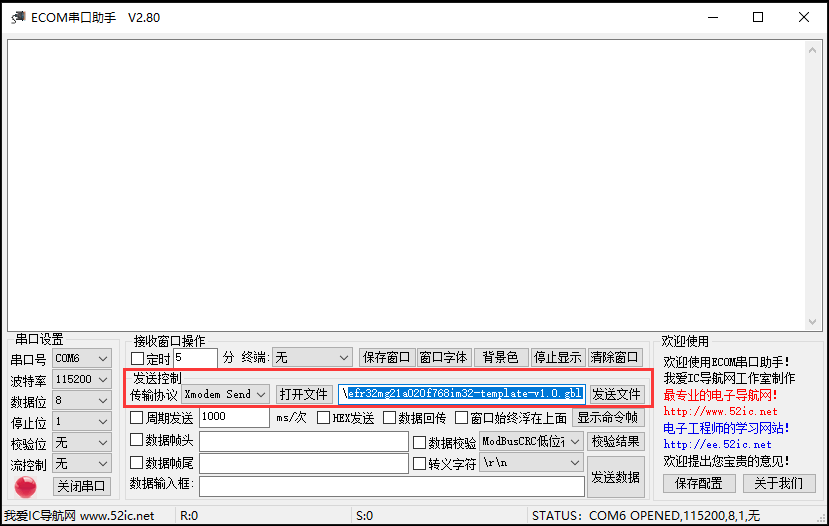 ECOM串口助手 V2.80
串口设置
串口号 COM6
波特率 115200
数据位 8
停止位 1
校验位 无
流控制 无
关闭串口
接收窗口操作
定时 5 分 终端: 无 保存窗口 窗口字体 背景色 停止显示 清除窗口
发送控制
传输协议 Xmodem Send 打开文件 \efr32mg21a020f768im32-template-v1.0.gbl 发送文件
周期发送 1000 ms/次 HEX发送 数据回传 窗口始终浮在上面 显示命令帧
数据帧头 数据校验 ModBusCRC低位 校验结果
数据帧尾 转义字符 \r\n
数据输入框: 发送数据
欢迎使用
欢迎使用ECOM串口助手!
我爱IC导航网工作室制作
最专业的电子导航网!
http://www.52ic.net
电子工程师的学习网站!
http://ee.52ic.net
欢迎提出您宝贵的意见!
保存配置 关于我们
我爱IC导航网 www.52ic.net R:0 S:0 STATUS: COM6 OPENED,115200,8,1,无